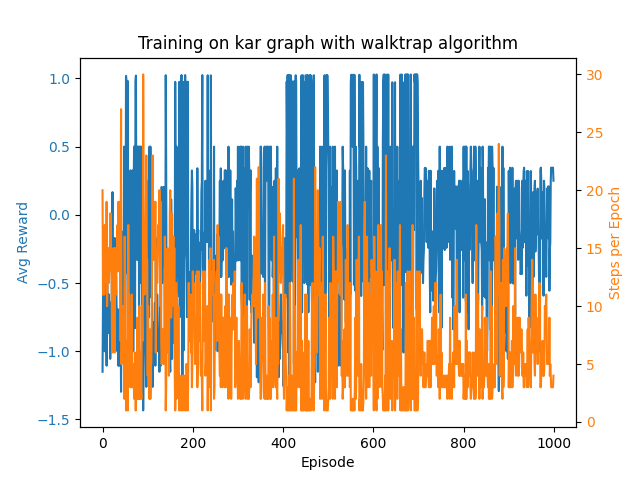 Training on kar graph with walktrap algorithm
1.0
0.5
0.0
−0.5
−1.0
−1.5
Avg Reward
30
25
20
15
10
5
0
Steps per Epoch
0 200 400 600 800 1000
Episode